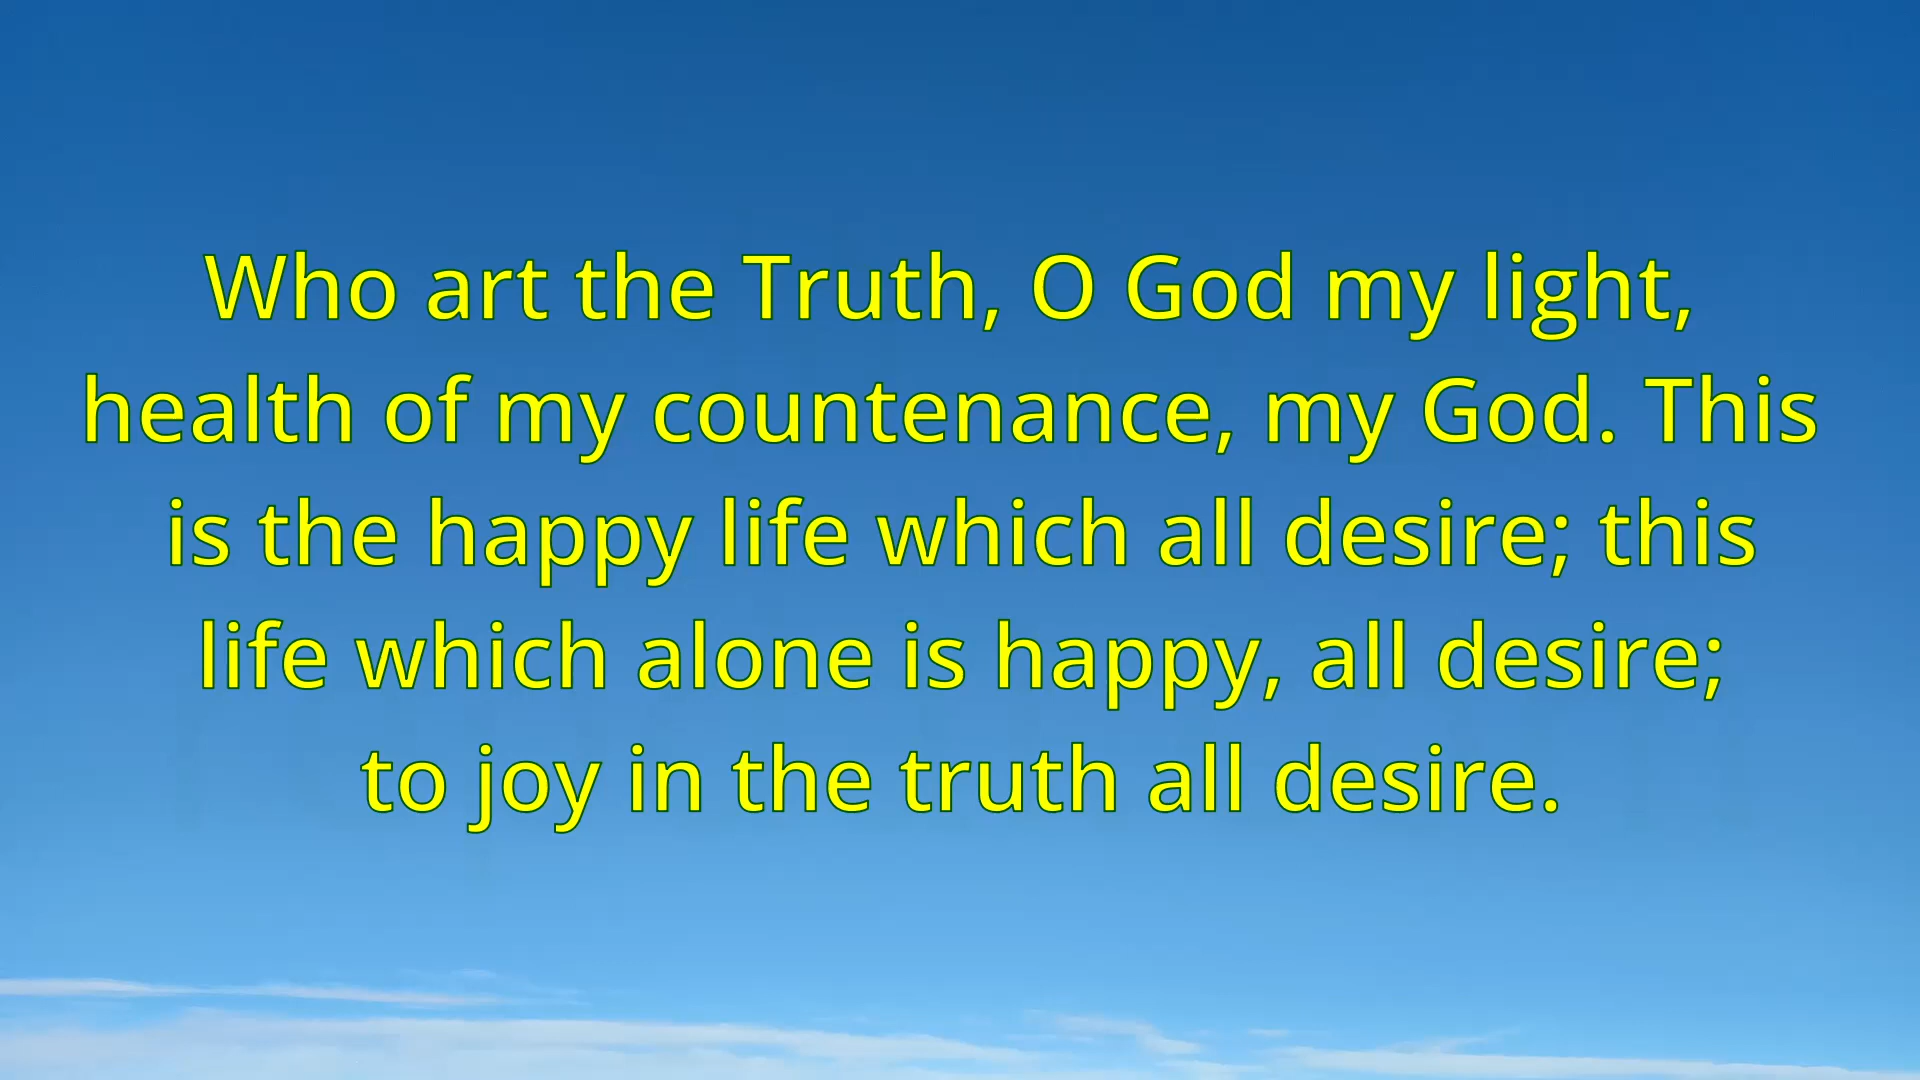 Who art the Truth, O God my light,
health of my countenance, my God. This
is the happy life which all desire; this
life which alone is happy, all desire;
to joy in the truth all desire.